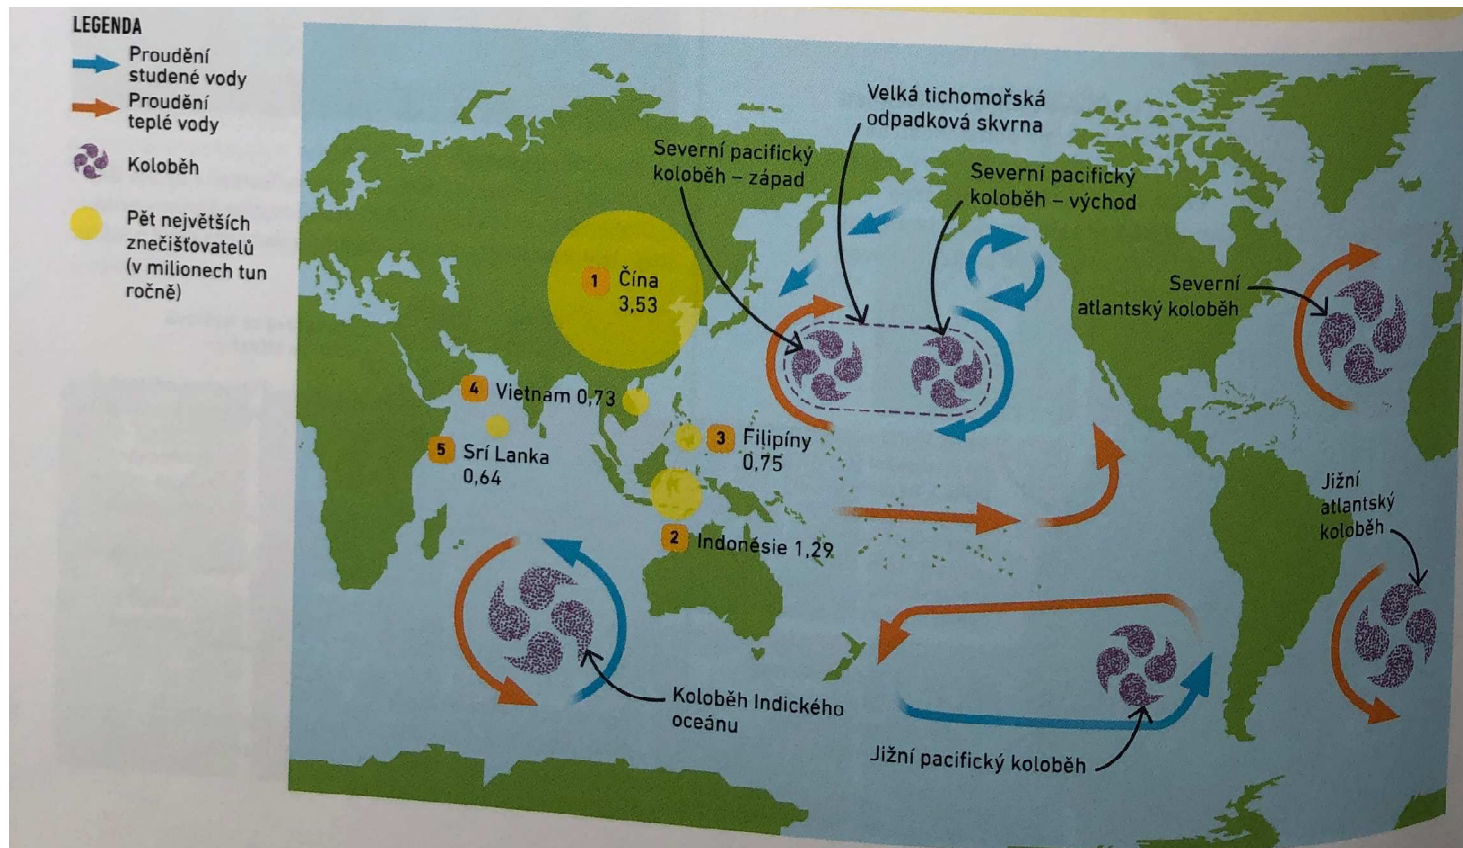 LEGENDA
Proudění
studené vody
Proudění
teplé vody
Koloběh
Pět největších
znečišťovatelů
(v milionech tun
ročně)
Velká tichomořská
odpadková skvrna
Severní pacifický
koloběh – západ
Severní pacifický
koloběh – východ
1 Čína
3,53
Severní
atlantský koloběh
4 Vietnam 0,73
3 Filipíny
0,75
5 Srí Lanka
0,64
2 Indonésie 1,29
Jižní
atlantský
koloběh
Koloběh Indického
oceánu
Jižní pacifický koloběh